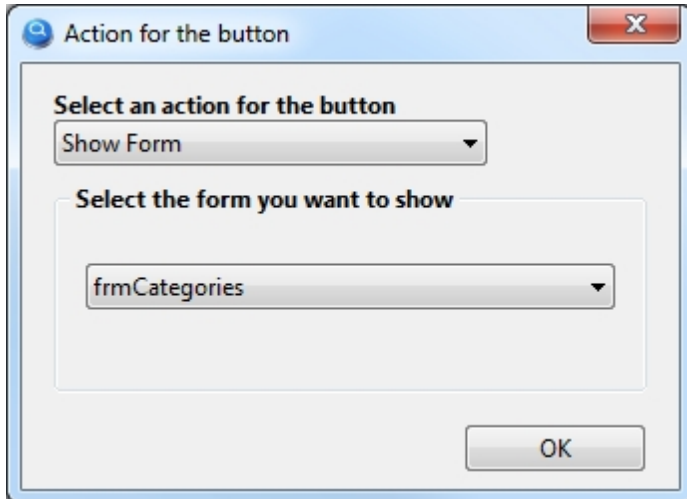 Action for the button
Select an action for the button
Show Form
Select the form you want to show
frmCategories
OK